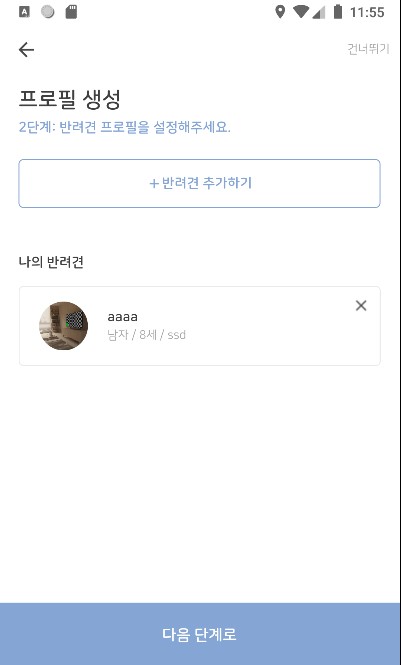 A
11:55
건너뛰기
프로필 생성
2단계: 반려견 프로필을 설정해주세요.
+ 반려견 추가하기
나의 반려견
aaaa
남자 / 8세 / ssd
다음 단계로